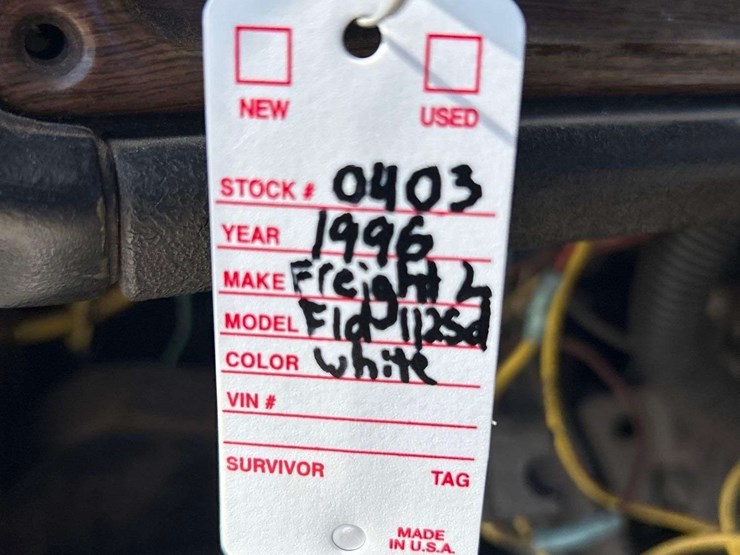 NEW USED
STOCK # 0403
YEAR 1996
MAKE Freight L
MODEL Fld 112sd
COLOR white
VIN #
SURVIVOR TAG
MADE
IN U.S.A.